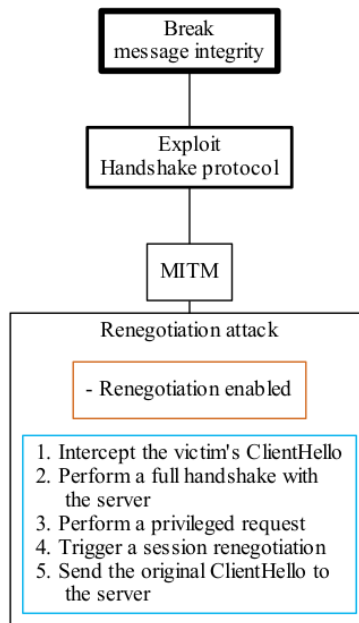 Break
message integrity
Exploit
Handshake protocol
MITM
Renegotiation attack
- Renegotiation enabled
1. Intercept the victim's ClientHello
2. Perform a full handshake with
the server
3. Perform a privileged request
4. Trigger a session renegotiation
5. Send the original ClientHello to
the server